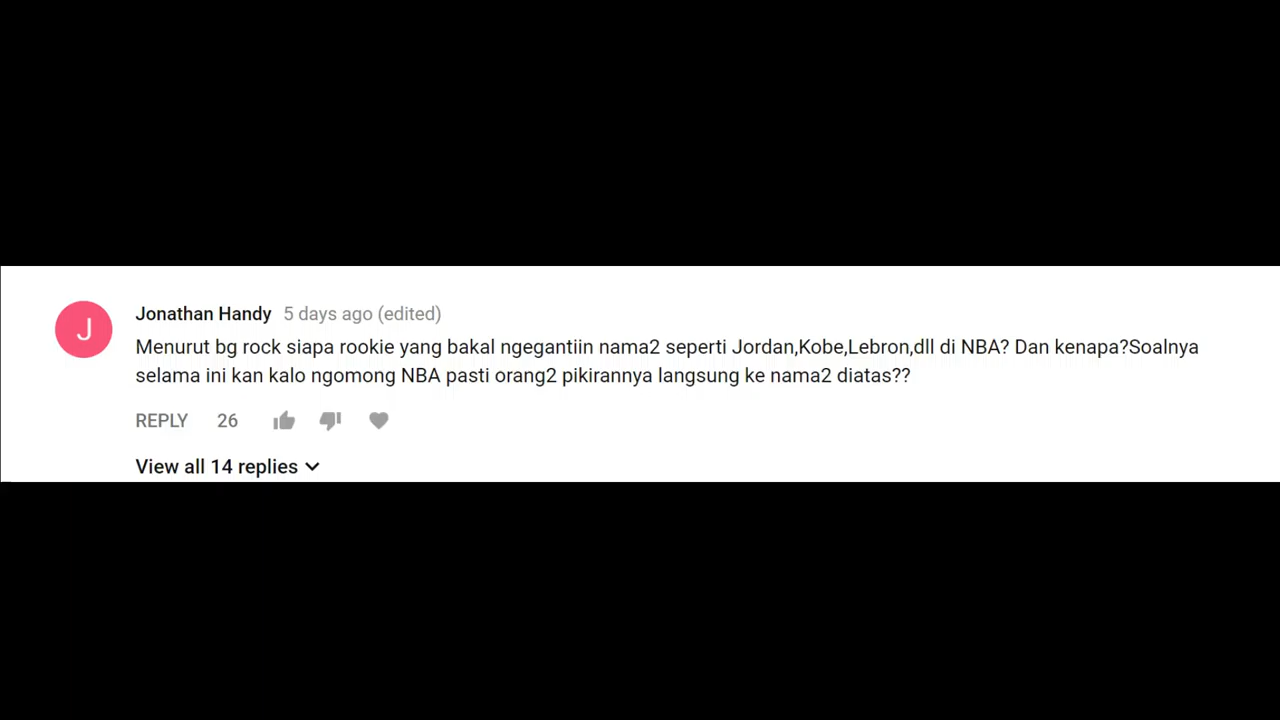 Jonathan Handy 5 days ago (edited)
Menurut bg rock siapa rookie yang bakal ngegantiin nama2 seperti Jordan,Kobe,Lebron,dll di NBA? Dan kenapa?Soalnya
selama ini kan kalo ngomong NBA pasti orang2 pikirannya langsung ke nama2 diatas??
J
REPLY 26
View all 14 replies